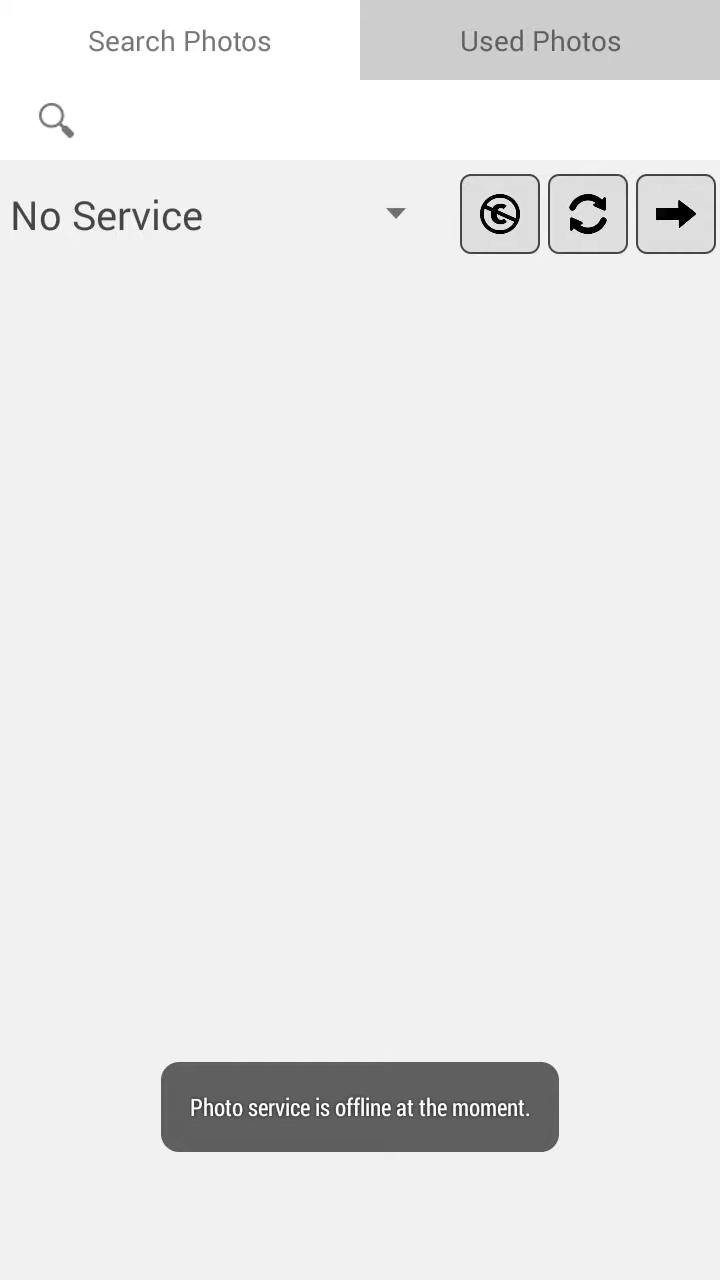 Search Photos
Used Photos
No Service
Photo service is offline at the moment.